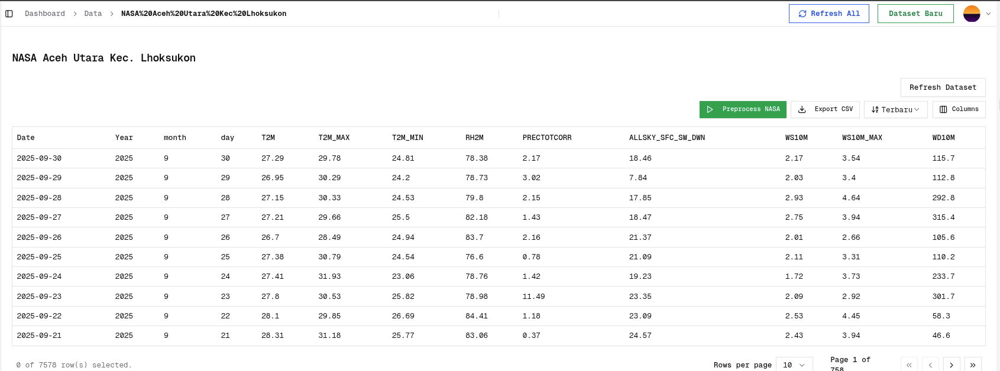 Dashboard > Data > NASA%20Aceh%20Utara%20Kec%20Lhoksukon Refresh All Dataset Baru
NASA Aceh Utara Kec. Lhoksukon
Refresh Dataset
Preprocess NASA Export CSV Terbaru Columns
Date Year month day T2M T2M_MAX T2M_MIN RH2M PRECTOTCORR ALLSKY_SFC_SW_DWN WS10M WS10M_MAX WD10M
2025-09-30 2025 9 30 27.29 29.78 24.81 78.38 2.17 18.46 2.17 3.54 115.7
2025-09-29 2025 9 29 26.95 30.29 24.2 78.73 3.02 7.84 2.03 3.4 112.8
2025-09-28 2025 9 28 27.15 30.33 24.53 79.8 2.15 17.85 2.93 4.64 292.8
2025-09-27 2025 9 27 27.21 29.66 25.5 82.18 1.43 18.47 2.75 3.94 315.4
2025-09-26 2025 9 26 26.7 28.49 24.94 83.7 2.16 21.37 2.01 2.66 105.6
2025-09-25 2025 9 25 27.38 30.79 24.54 76.6 0.78 21.09 2.11 3.31 110.2
2025-09-24 2025 9 24 27.41 31.93 23.06 78.76 1.42 19.23 1.72 3.73 233.7
2025-09-23 2025 9 23 27.8 30.53 25.82 78.98 11.49 23.35 2.09 2.92 301.7
2025-09-22 2025 9 22 28.1 29.85 26.69 84.41 1.18 23.09 2.53 4.45 58.3
2025-09-21 2025 9 21 28.31 31.18 25.77 83.06 0.37 24.57 2.43 3.94 46.6
0 of 7578 row(s) selected. Rows per page 10 Page 1 of
758